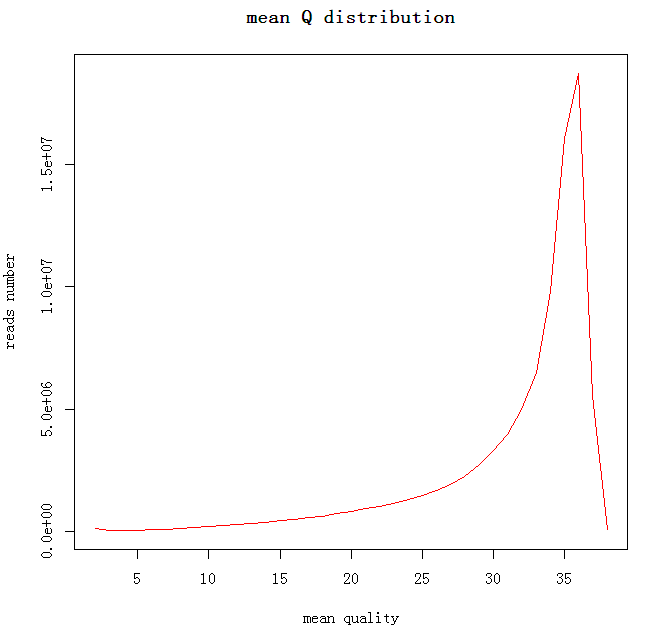 mean Q distribution
reads number
1.5e+07
1.0e+07
5.0e+06
0.0e+00
5 10 15 20 25 30 35
mean quality